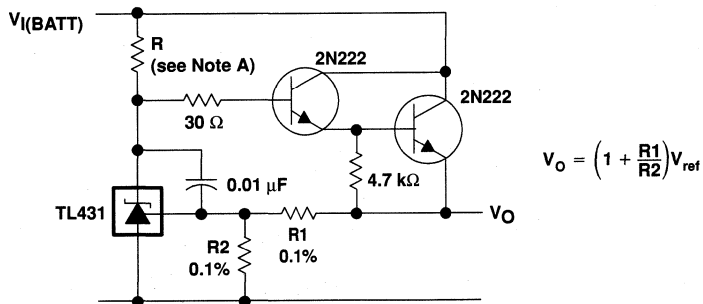 VI(BATT)
R
(see Note A)
2N222
2N222
30 Ω
VO = (1 + R1/R2)Vref
0.01 μF
4.7 kΩ
TL431
VO
R1
0.1%
R2
0.1%